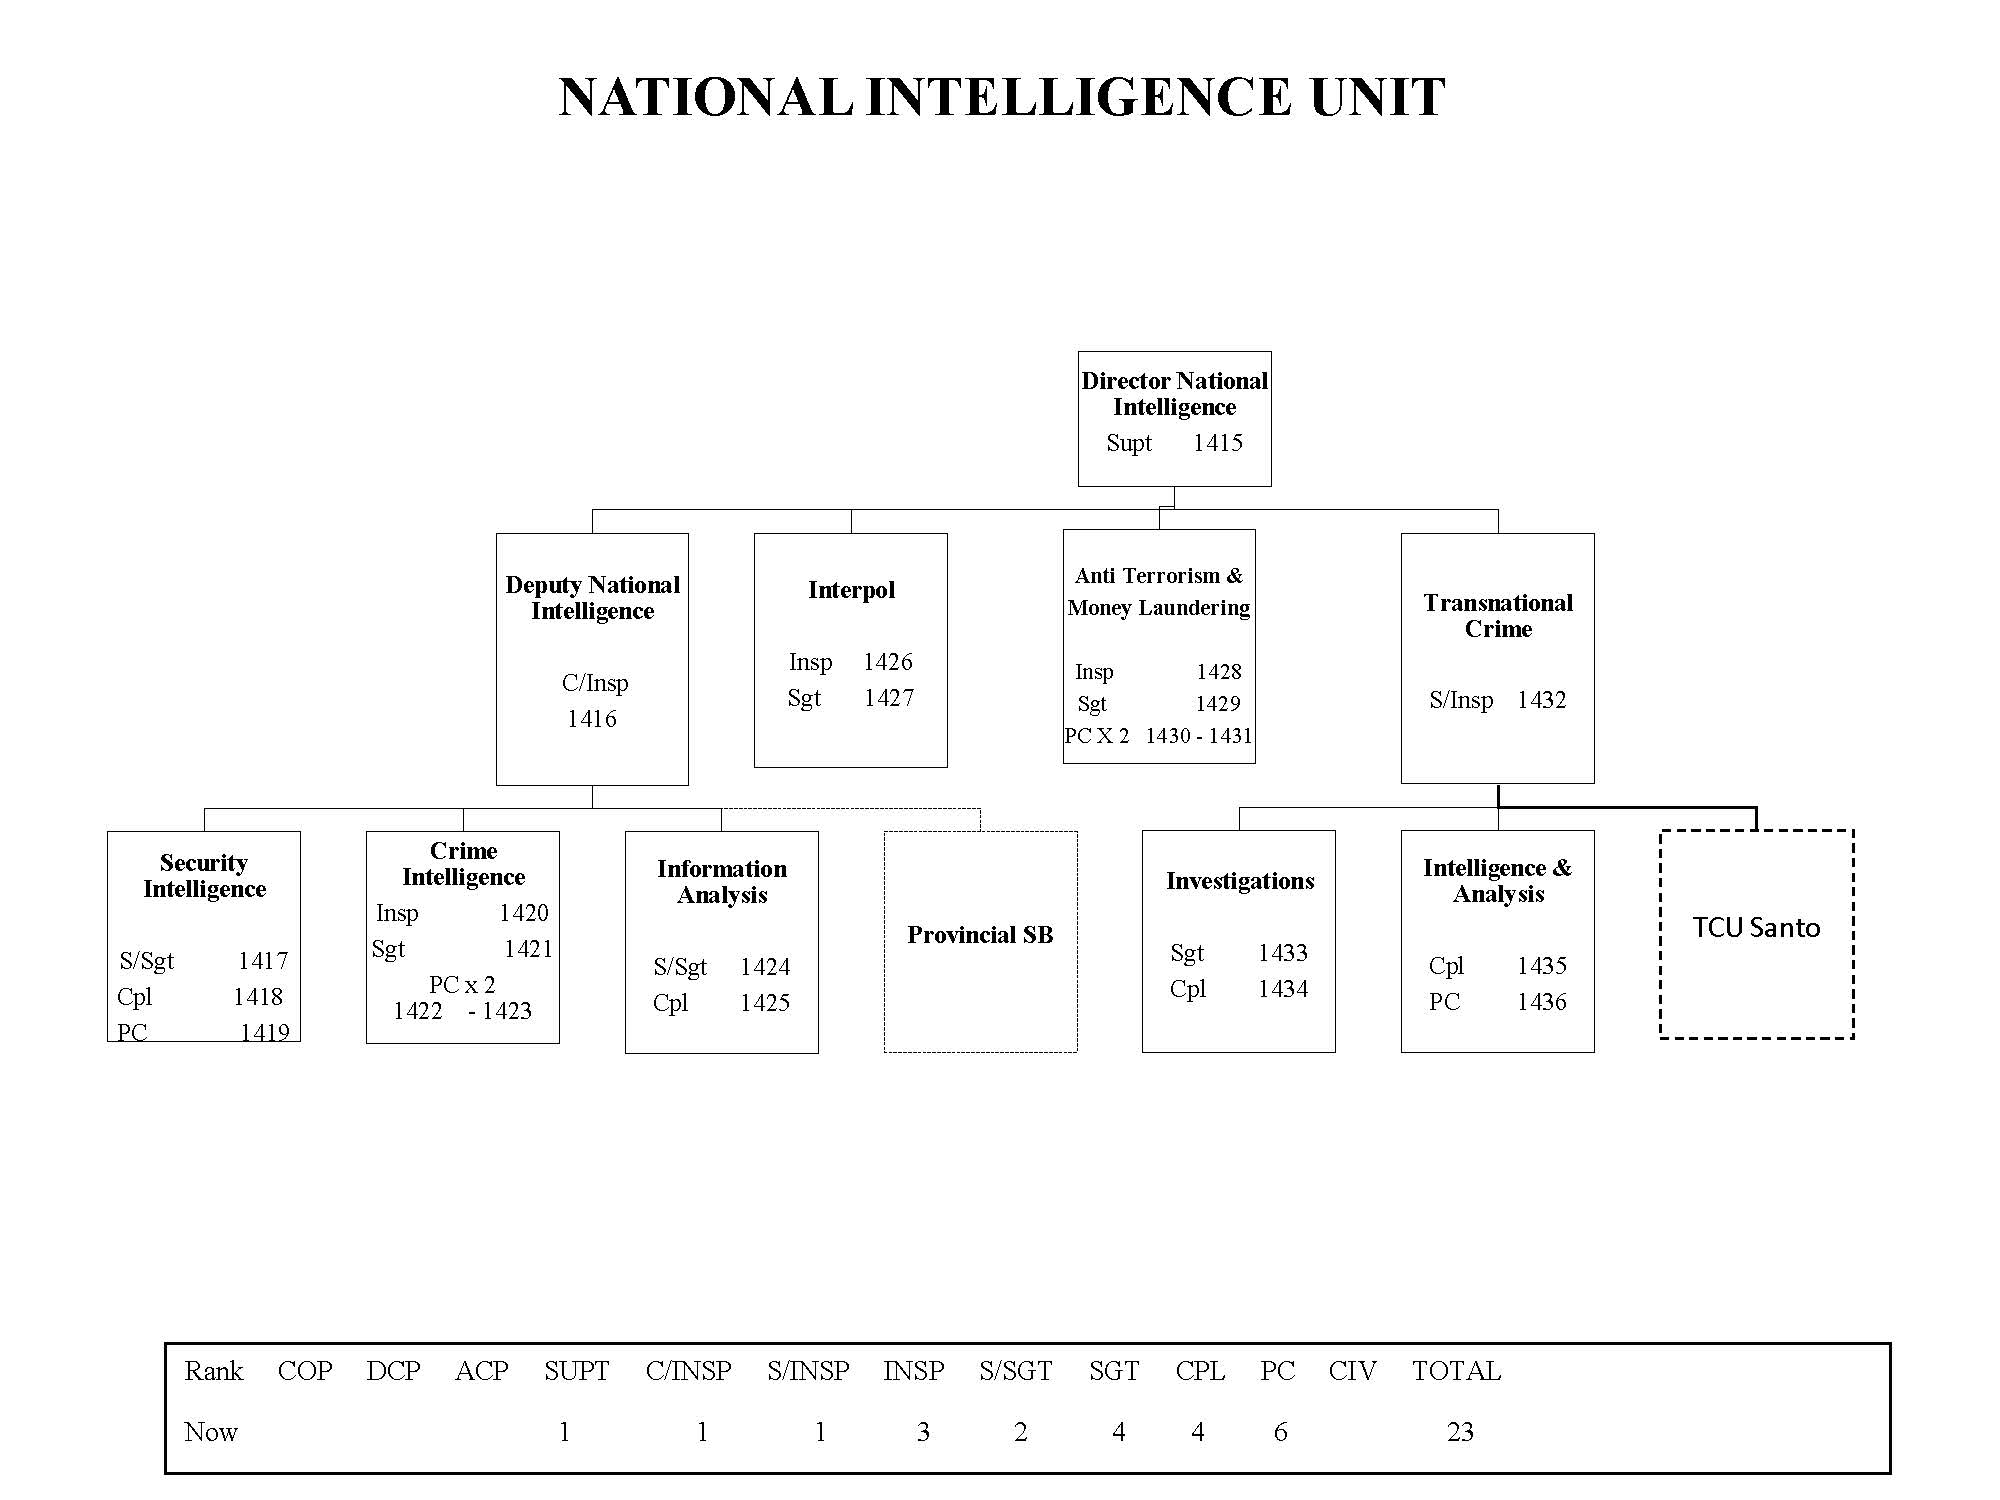 NATIONAL INTELLIGENCE UNIT
Director National
Intelligence
Supt 1415
Deputy National
Intelligence
C/Insp
1416
Interpol
Insp 1426
Sgt 1427
Anti Terrorism &
Money Laundering
Insp 1428
Sgt 1429
PC X 2 1430 - 1431
Transnational
Crime
S/Insp 1432
Security
Intelligence
S/Sgt 1417
Cpl 1418
PC 1419
Crime
Intelligence
Insp 1420
Sgt 1421
PC x 2
1422 - 1423
Information
Analysis
S/Sgt 1424
Cpl 1425
Provincial SB
Investigations
Sgt 1433
Cpl 1434
Intelligence &
Analysis
Cpl 1435
PC 1436
TCU Santo
Rank COP DCP ACP SUPT C/INSP S/INSP INSP S/SGT SGT CPL PC CIV TOTAL
Now 1 1 1 3 2 4 4 6 23